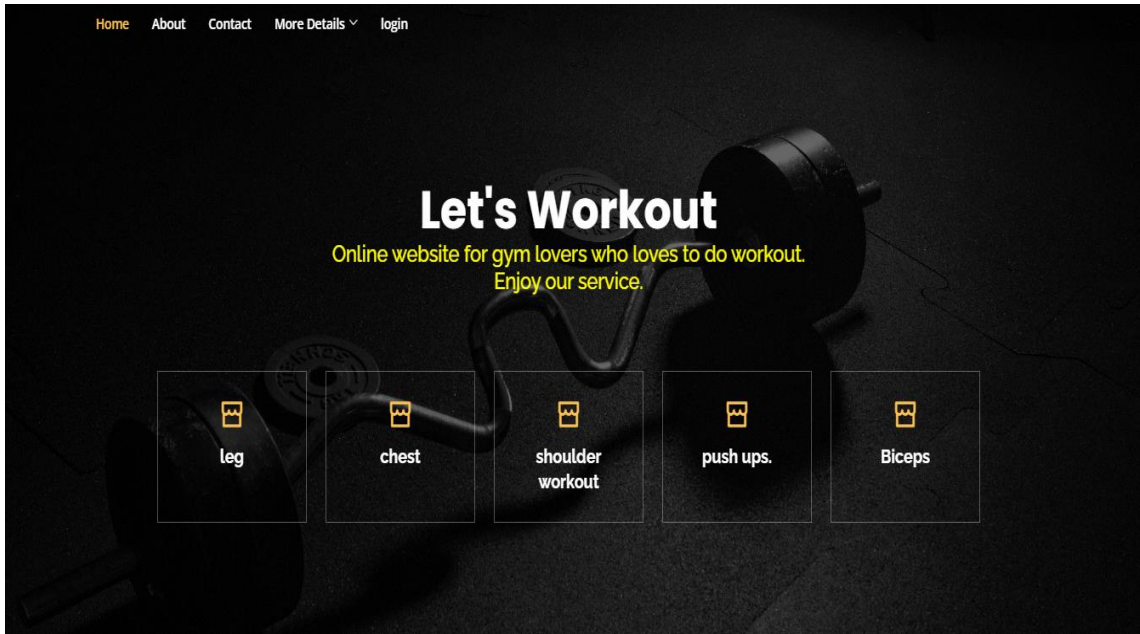 Home About Contact More Details login
Let's Workout
Online website for gym lovers who loves to do workout.
Enjoy our service.
leg chest shoulder push ups. Biceps
workout